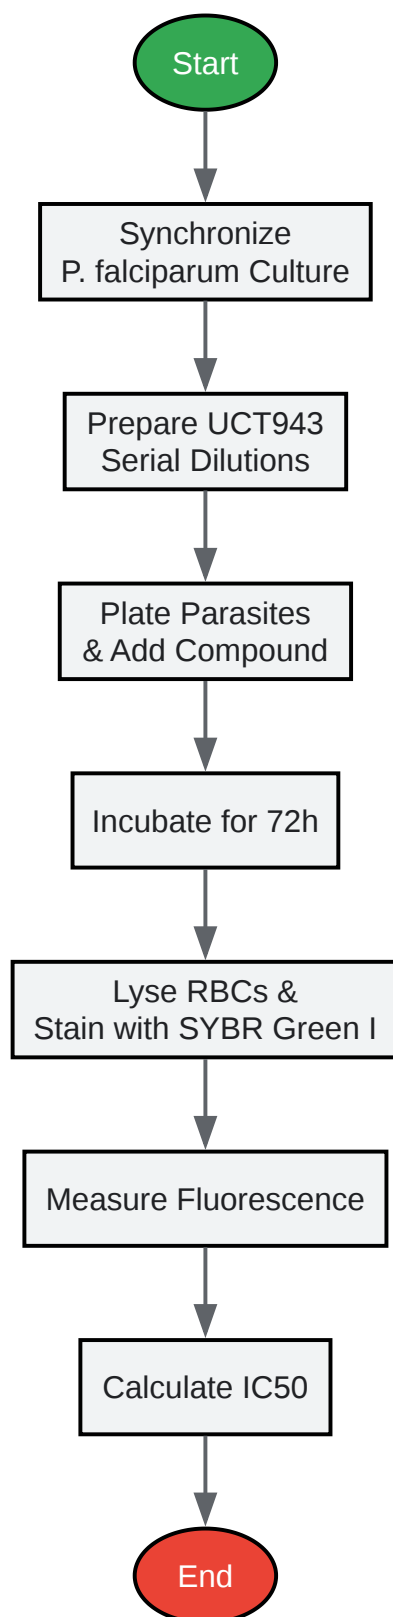 Start
Synchronize
P. falciparum Culture
Prepare UCT943
Serial Dilutions
Plate Parasites
& Add Compound
Incubate for 72h
Lyse RBCs &
Stain with SYBR Green I
Measure Fluorescence
Calculate IC50
End